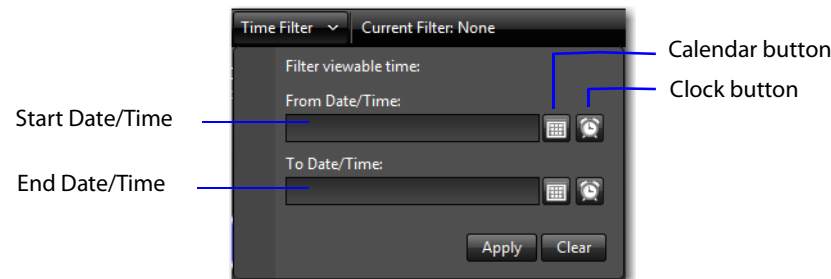 Time Filter Current Filter: None
Calendar button
Filter viewable time:
Clock button
From Date/Time:
Start Date/Time
To Date/Time:
End Date/Time
Apply Clear